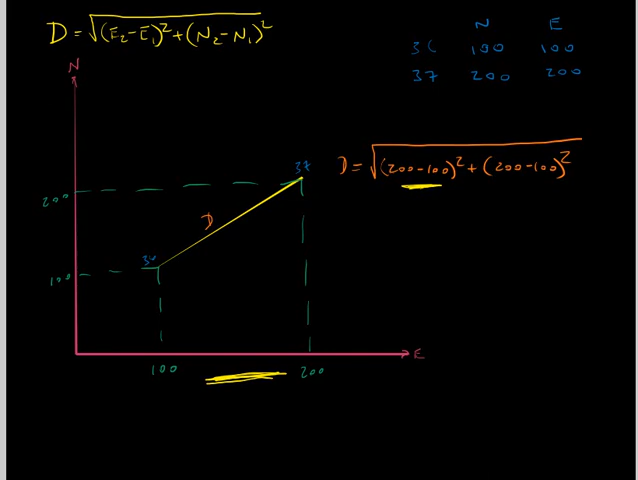 D = √(E₂-E₁)² + (N₂-N₁)²
N E
36 100 100
37 200 200
N
37
D = √(200-100)² + (200-100)²
200
D
36
100
E
100 200